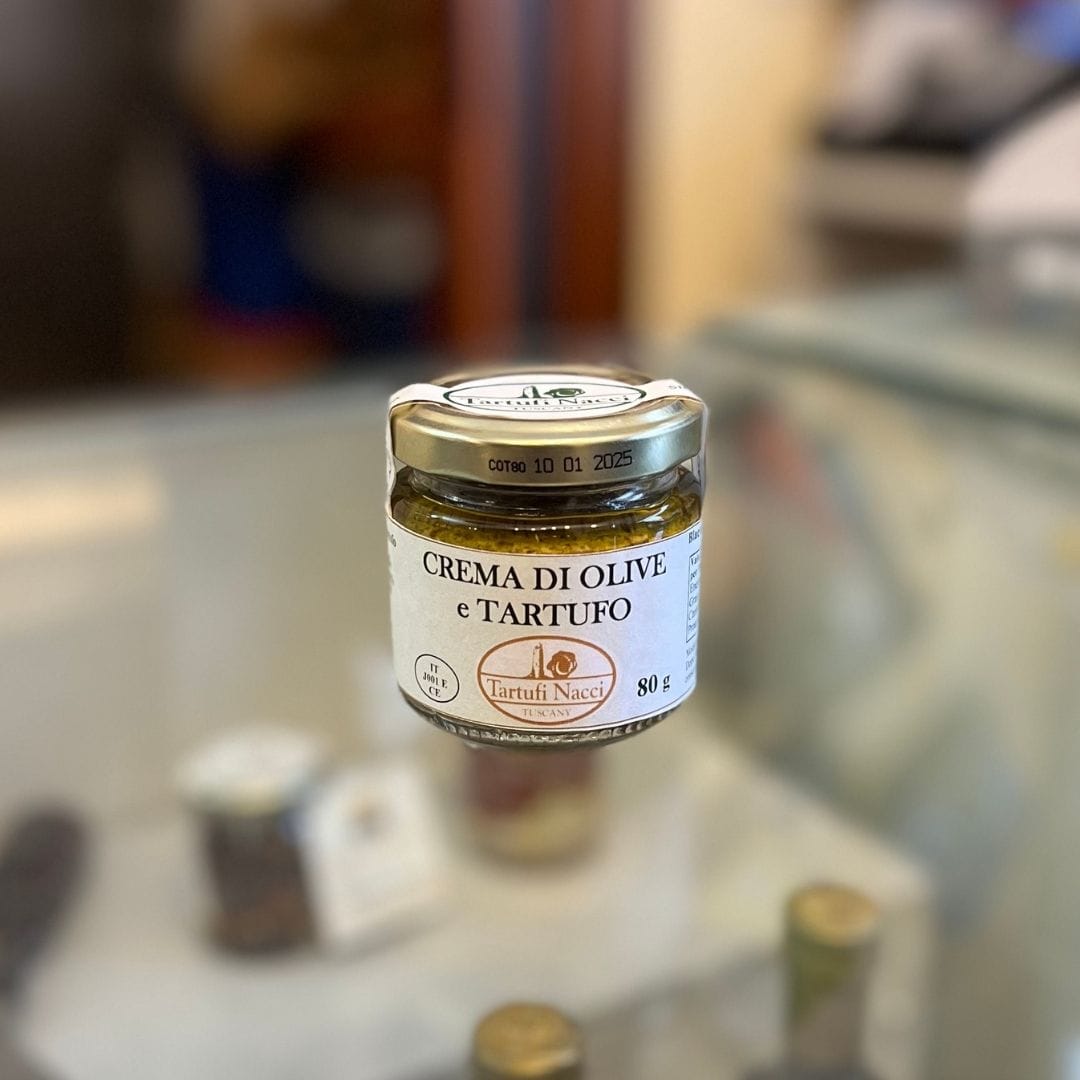 Tartufi Nacci
TUSCANY
COT80 10 01 2025
CREMA DI OLIVE
e TARTUFO
IT
J001 E
CE
Tartufi Nacci
TUSCANY
80 g